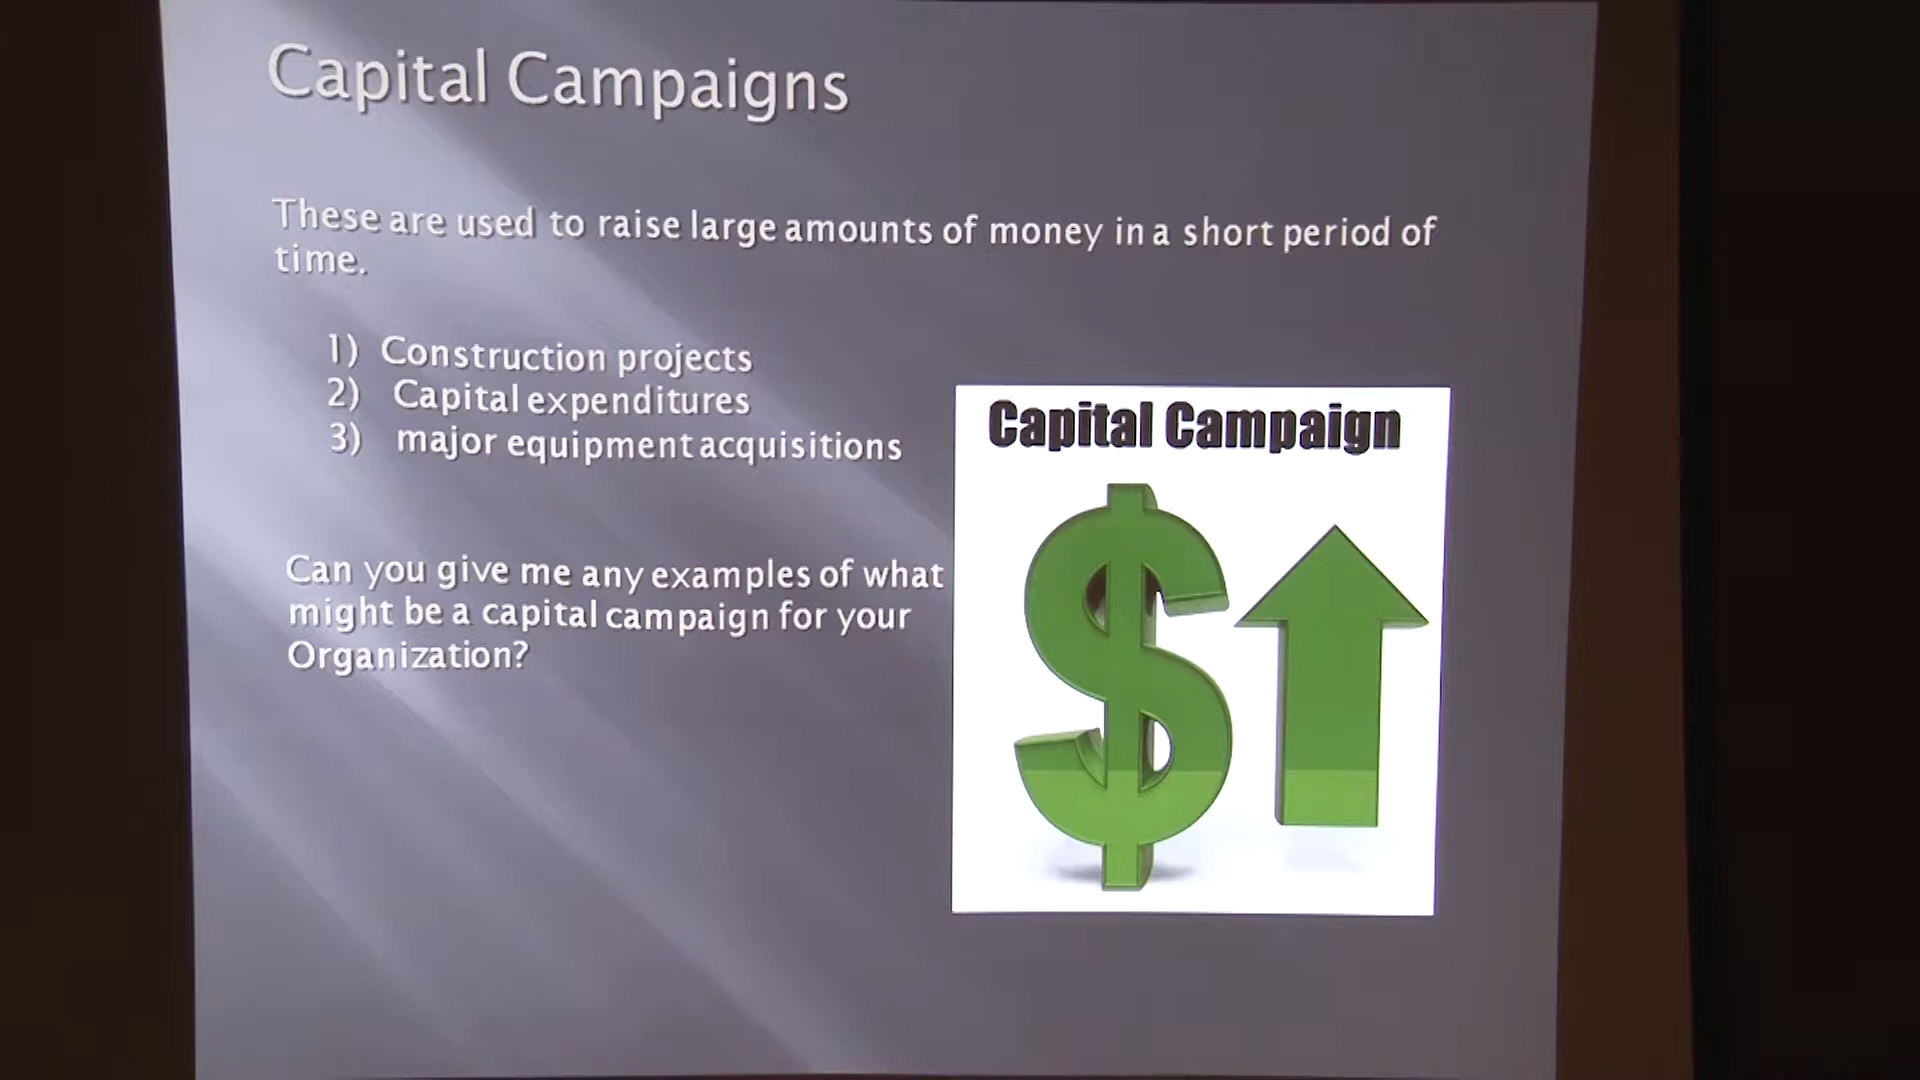 Capital Campaigns
These are used to raise large amounts of money in a short period of
time.
1) Construction projects
2) Capital expenditures
3) major equipment acquisitions
Can you give me any examples of what
might be a capital campaign for your
Organization?
Capital Campaign
$